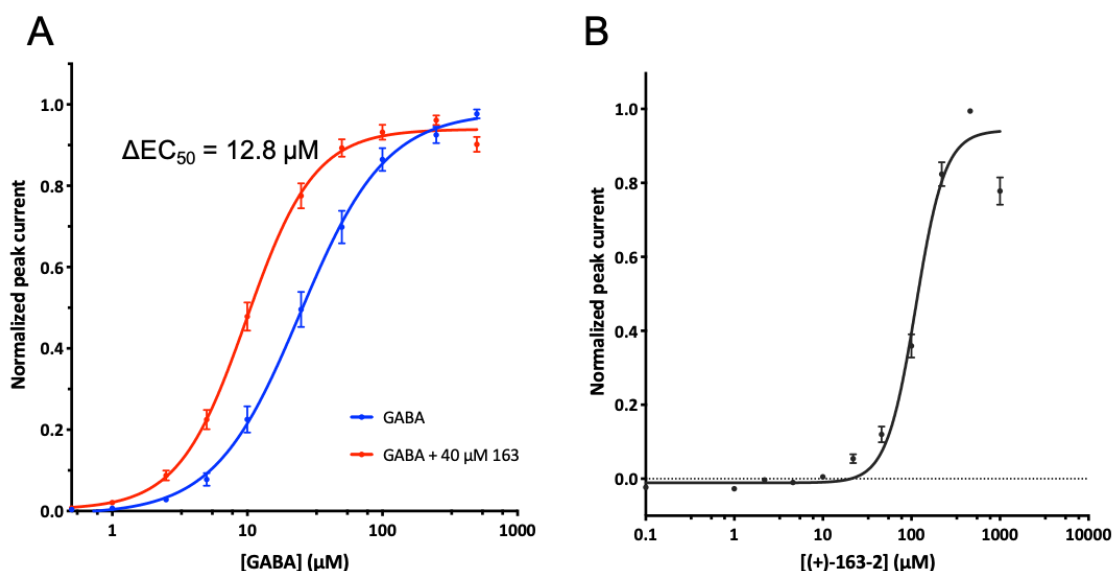 A
Normalized peak current
1.0
0.8
0.6
0.4
0.2
0.0
ΔEC50 = 12.8 µM
GABA
GABA + 40 µM 163
1
10
100
1000
[GABA] (µM)
B
Normalized peak current
1.0
0.8
0.6
0.4
0.2
0.0
0.1
1
10
100
1000
10000
[(+)-163-2] (µM)